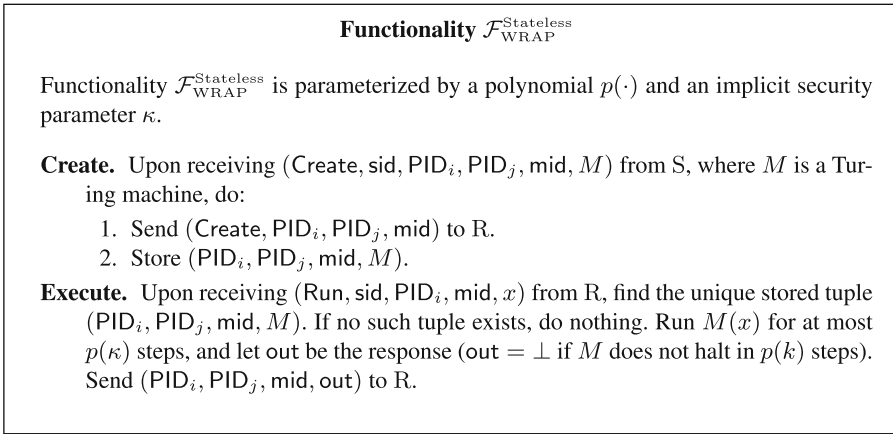 Functionality $\mathcal{F}_{\mathrm{WRAP}}^{\mathrm{Stateless}}$
Functionality $\mathcal{F}_{\mathrm{WRAP}}^{\mathrm{Stateless}}$ is parameterized by a polynomial $p(\cdot)$ and an implicit security
parameter $\kappa$.
Create. Upon receiving (Create, sid, PID$_i$, PID$_j$, mid, $M$) from S, where $M$ is a Tur-
ing machine, do:
1. Send (Create, PID$_i$, PID$_j$, mid) to R.
2. Store (PID$_i$, PID$_j$, mid, $M$).
Execute. Upon receiving (Run, sid, PID$_i$, mid, $x$) from R, find the unique stored tuple
(PID$_i$, PID$_j$, mid, $M$). If no such tuple exists, do nothing. Run $M(x)$ for at most
$p(\kappa)$ steps, and let out be the response (out = $\bot$ if $M$ does not halt in $p(k)$ steps).
Send (PID$_i$, PID$_j$, mid, out) to R.